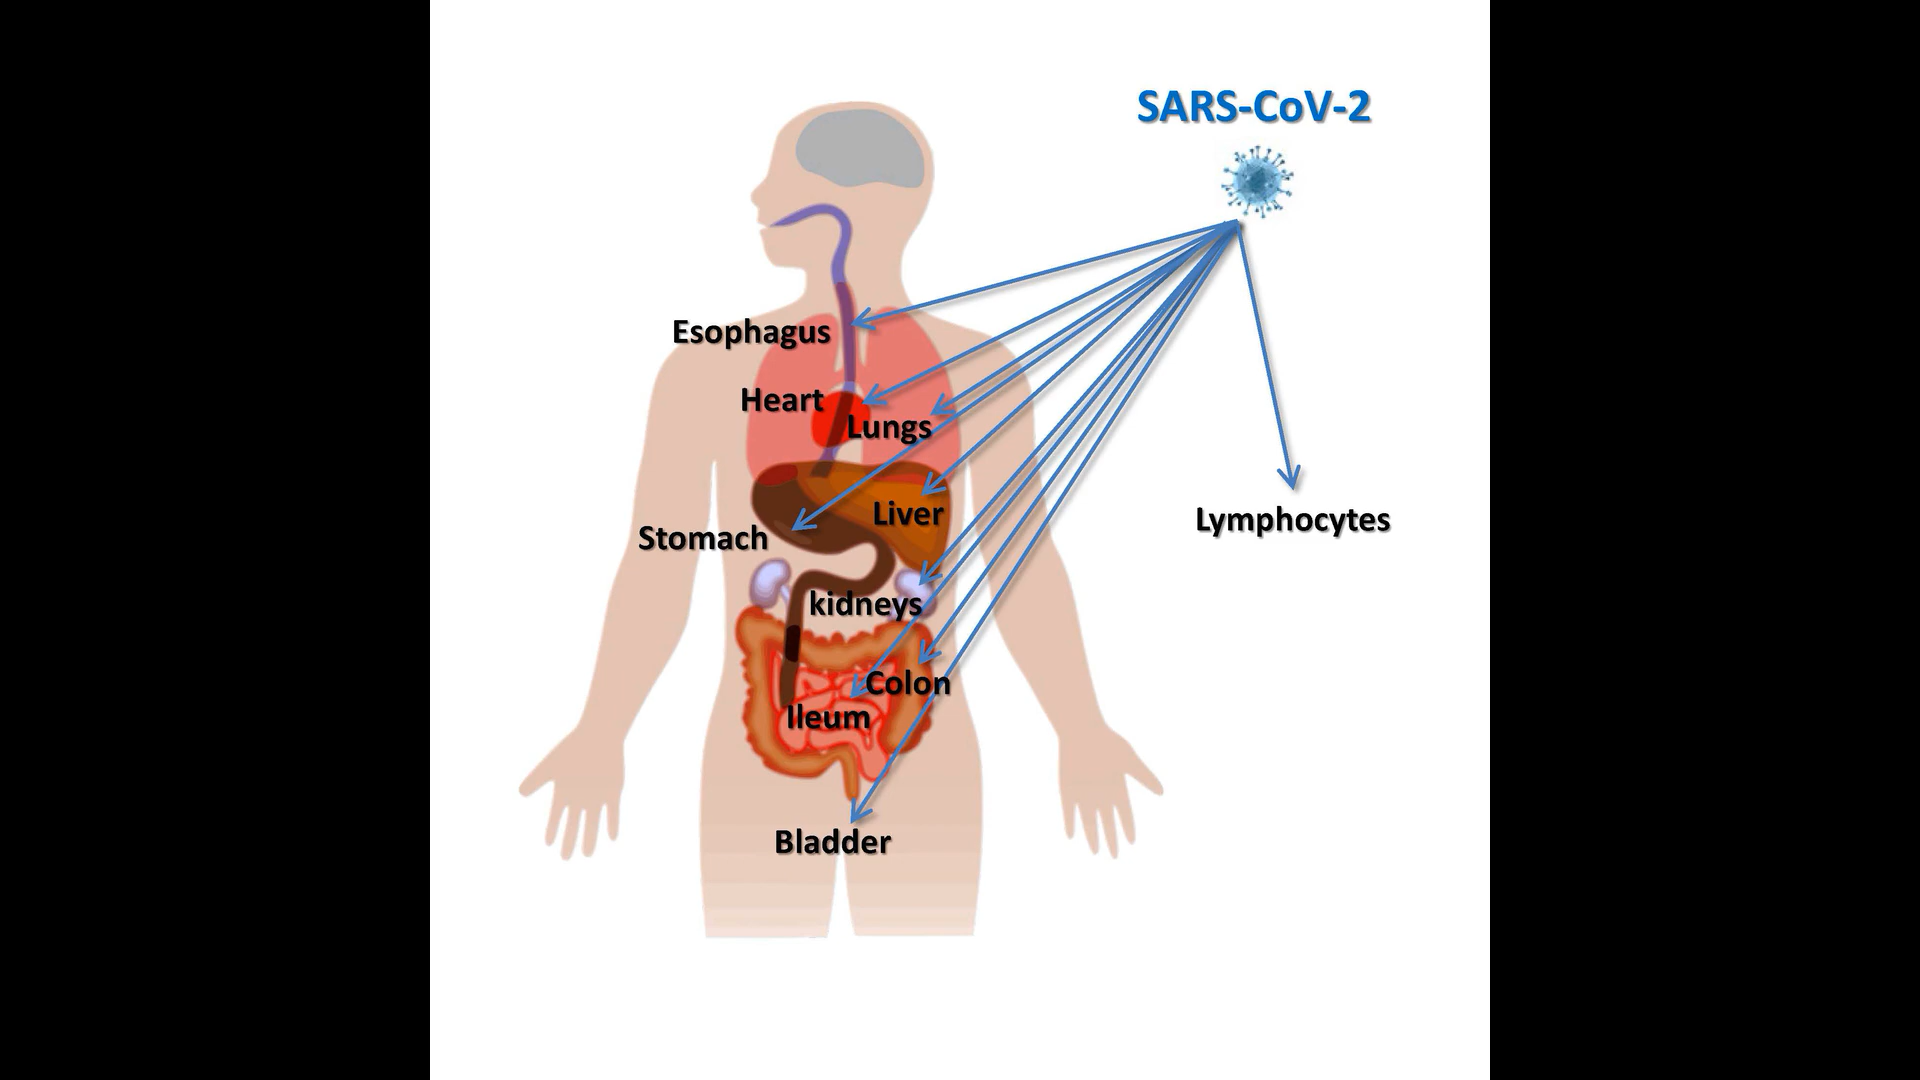 SARS-CoV-2
Esophagus
Heart
Lungs
Liver
Lymphocytes
Stomach
kidneys
Colon
Ileum
Bladder